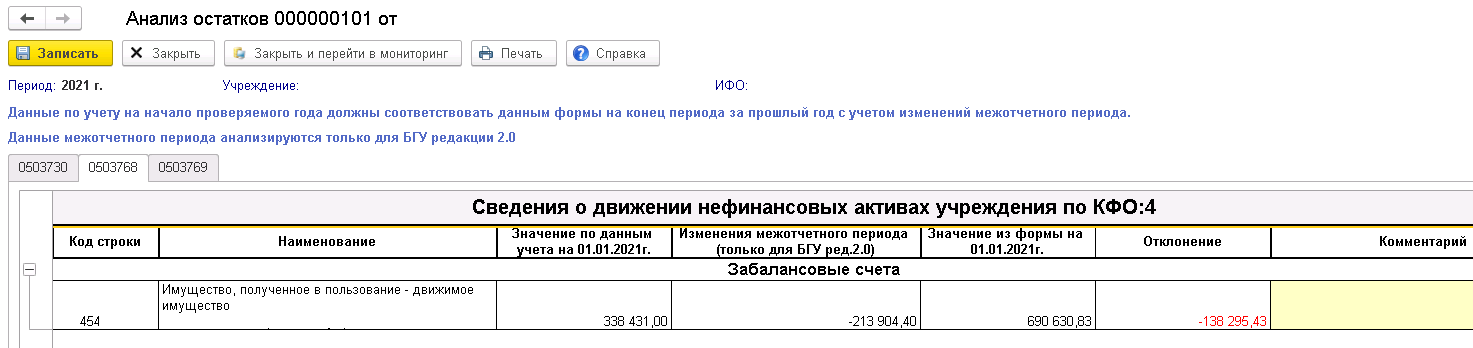 Анализ остатков 000000101 от
Записать Закрыть Закрыть и перейти в мониторинг Печать Справка
Период: 2021 г. Учреждение: ИФО:
Данные по учету на начало проверяемого года должны соответствовать данным формы на конец периода за прошлый год с учетом изменений межотчетного периода.
Данные межотчетного периода анализируются только для БГУ редакции 2.0
0503730 0503768 0503769
Сведения о движении нефинансовых активах учреждения по КФО:4
Код строки Наименование Значение по данным учета на 01.01.2021г. Изменения межотчетного периода (только для БГУ ред.2.0) Значение из формы на 01.01.2021г. Отклонение Комментарий
Забалансовые счета
Имущество, полученное в пользование - движимое
имущество
454 338 431,00 -213 904,40 690 630,83 -138 295,43